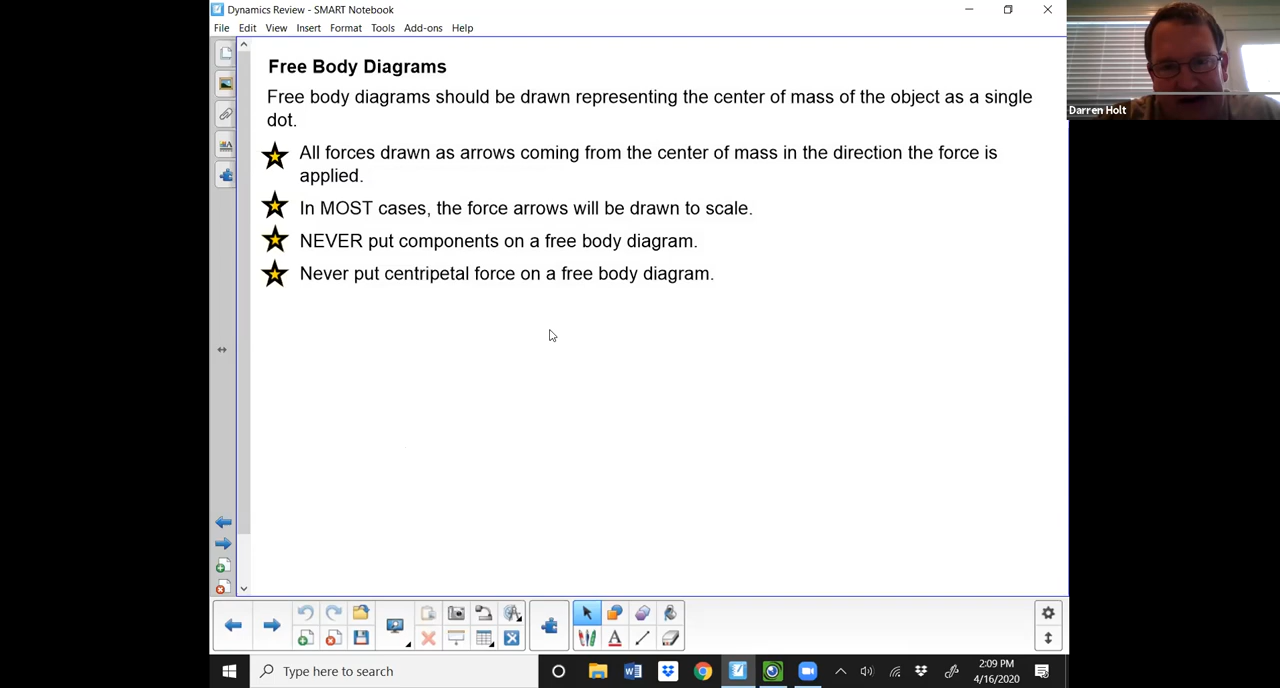 Dynamics Review - SMART Notebook
File Edit View Insert Format Tools Add-ons Help
Free Body Diagrams
Free body diagrams should be drawn representing the center of mass of the object as a single
dot.
All forces drawn as arrows coming from the center of mass in the direction the force is
applied.
In MOST cases, the force arrows will be drawn to scale.
NEVER put components on a free body diagram.
Never put centripetal force on a free body diagram.
Darren Holt
Type here to search
2:09 PM
4/16/2020